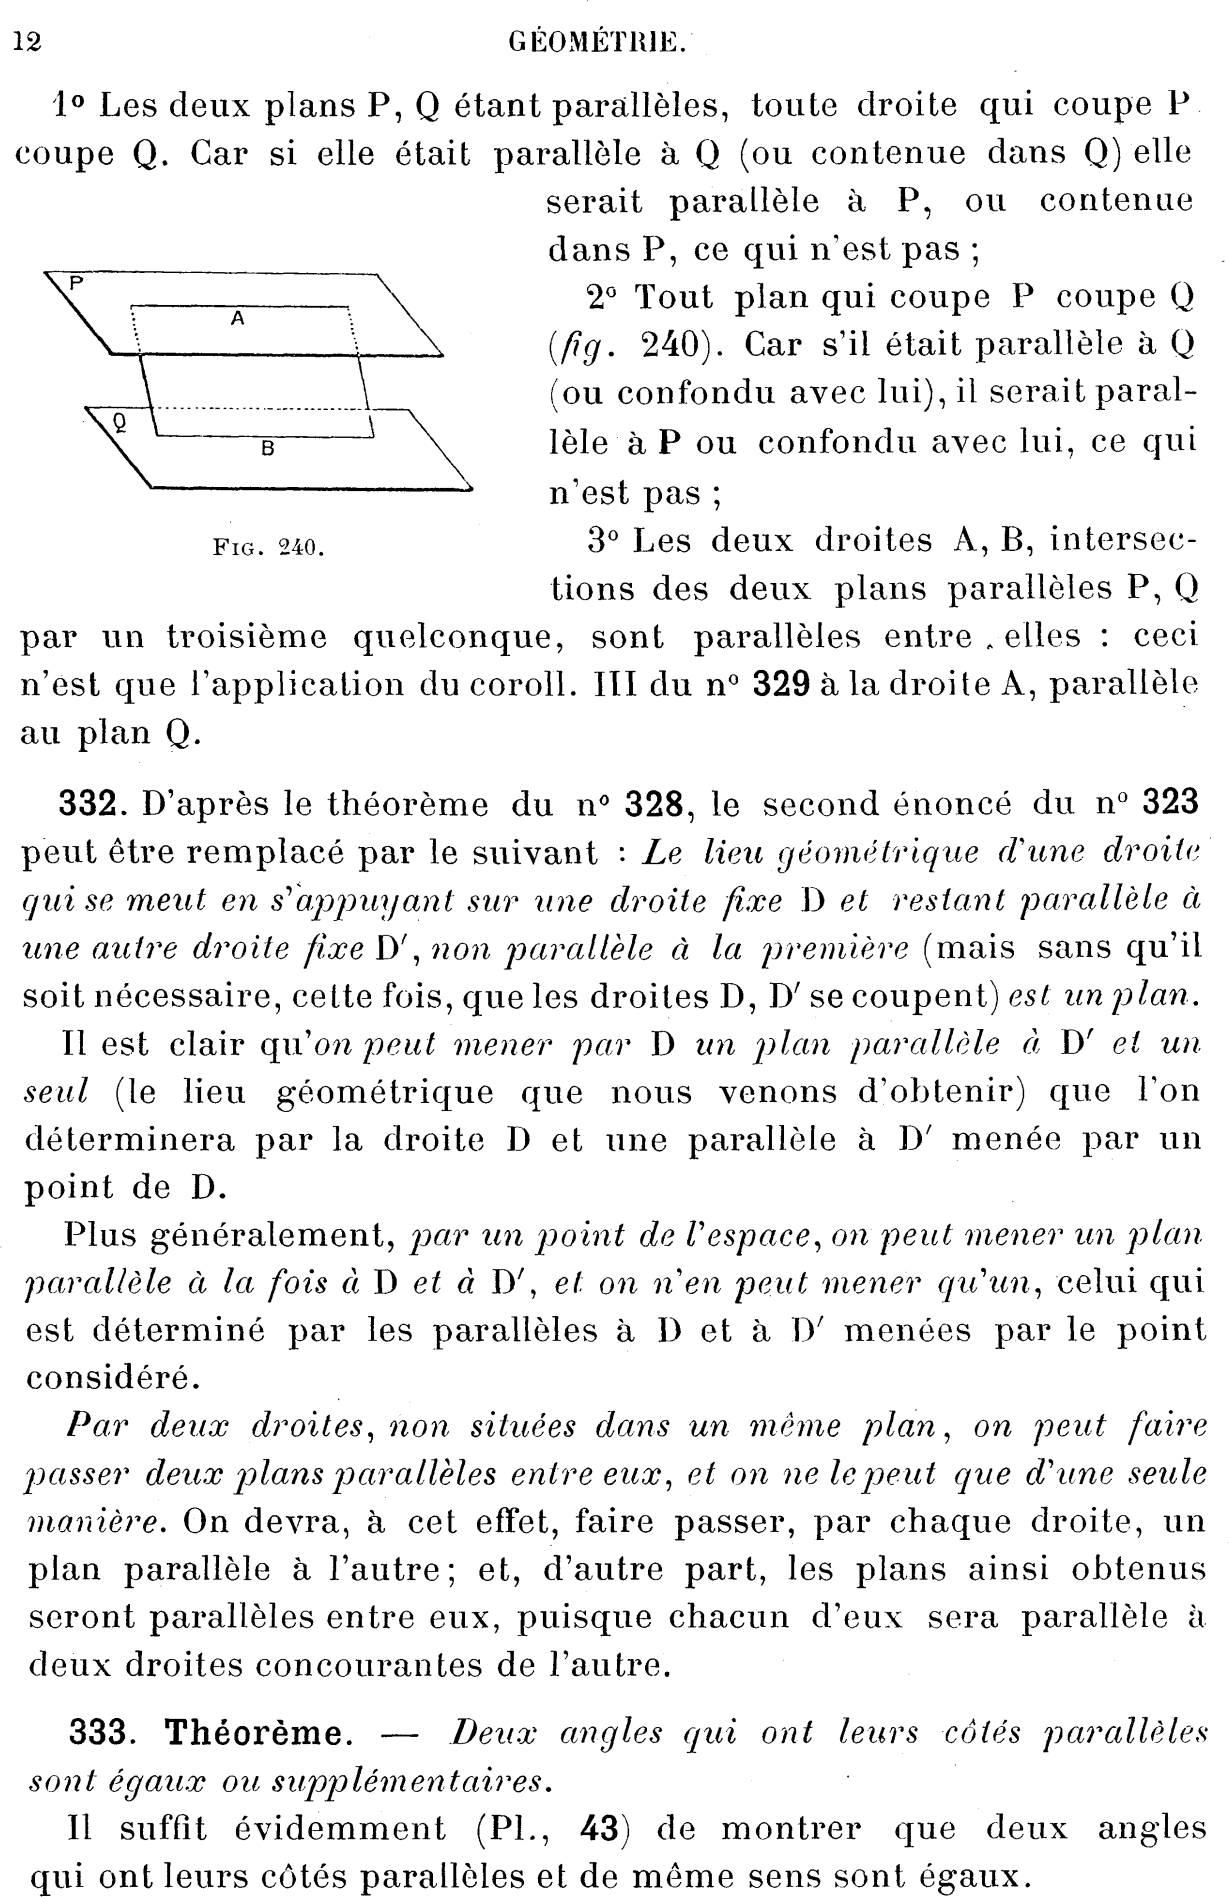 12
GÉOMÉTRIE.
1º Les deux plans P, Q étant parallèles, toute droite qui coupe P
coupe Q. Car si elle était parallèle à Q (ou contenue dans Q) elle
serait parallèle à P, ou contenue
dans P, ce qui n'est pas ;
2º Tout plan qui coupe P coupe Q
(fig. 240). Car s'il était parallèle à Q
(ou confondu avec lui), il serait paral-
lèle à P ou confondu avec lui, ce qui
n'est pas ;
P
A
Q
B
FIG. 240.
3º Les deux droites A, B, intersec-
tions des deux plans parallèles P, Q
par un troisième quelconque, sont parallèles entre elles : ceci
n'est que l'application du coroll. III du nº 329 à la droite A, parallèle
au plan Q.
332. D'après le théorème du nº 328, le second énoncé du nº 323
peut être remplacé par le suivant : Le lieu géométrique d'une droite
qui se meut en s'appuyant sur une droite fixe D et restant parallèle à
une autre droite fixe D', non parallèle à la première (mais sans qu'il
soit nécessaire, cette fois, que les droites D, D' se coupent) est un plan.
Il est clair qu'on peut mener par D un plan parallèle à D' et un
seul (le lieu géométrique que nous venons d'obtenir) que l'on
déterminera par la droite D et une parallèle à D' menée par un
point de D.
Plus généralement, par un point de l'espace, on peut mener un plan
parallèle à la fois à D et à D', et on n'en peut mener qu'un, celui qui
est déterminé par les parallèles à D et à D' menées par le point
considéré.
Par deux droites, non situées dans un même plan, on peut faire
passer deux plans parallèles entre eux, et on ne le peut que d'une seule
manière. On devra, à cet effet, faire passer, par chaque droite, un
plan parallèle à l'autre; et, d'autre part, les plans ainsi obtenus
seront parallèles entre eux, puisque chacun d'eux sera parallèle à
deux droites concourantes de l'autre.
333. Théorème. — Deux angles qui ont leurs côtés parallèles
sont égaux ou supplémentaires.
Il suffit évidemment (Pl., 43) de montrer que deux angles
qui ont leurs côtés parallèles et de même sens sont égaux.